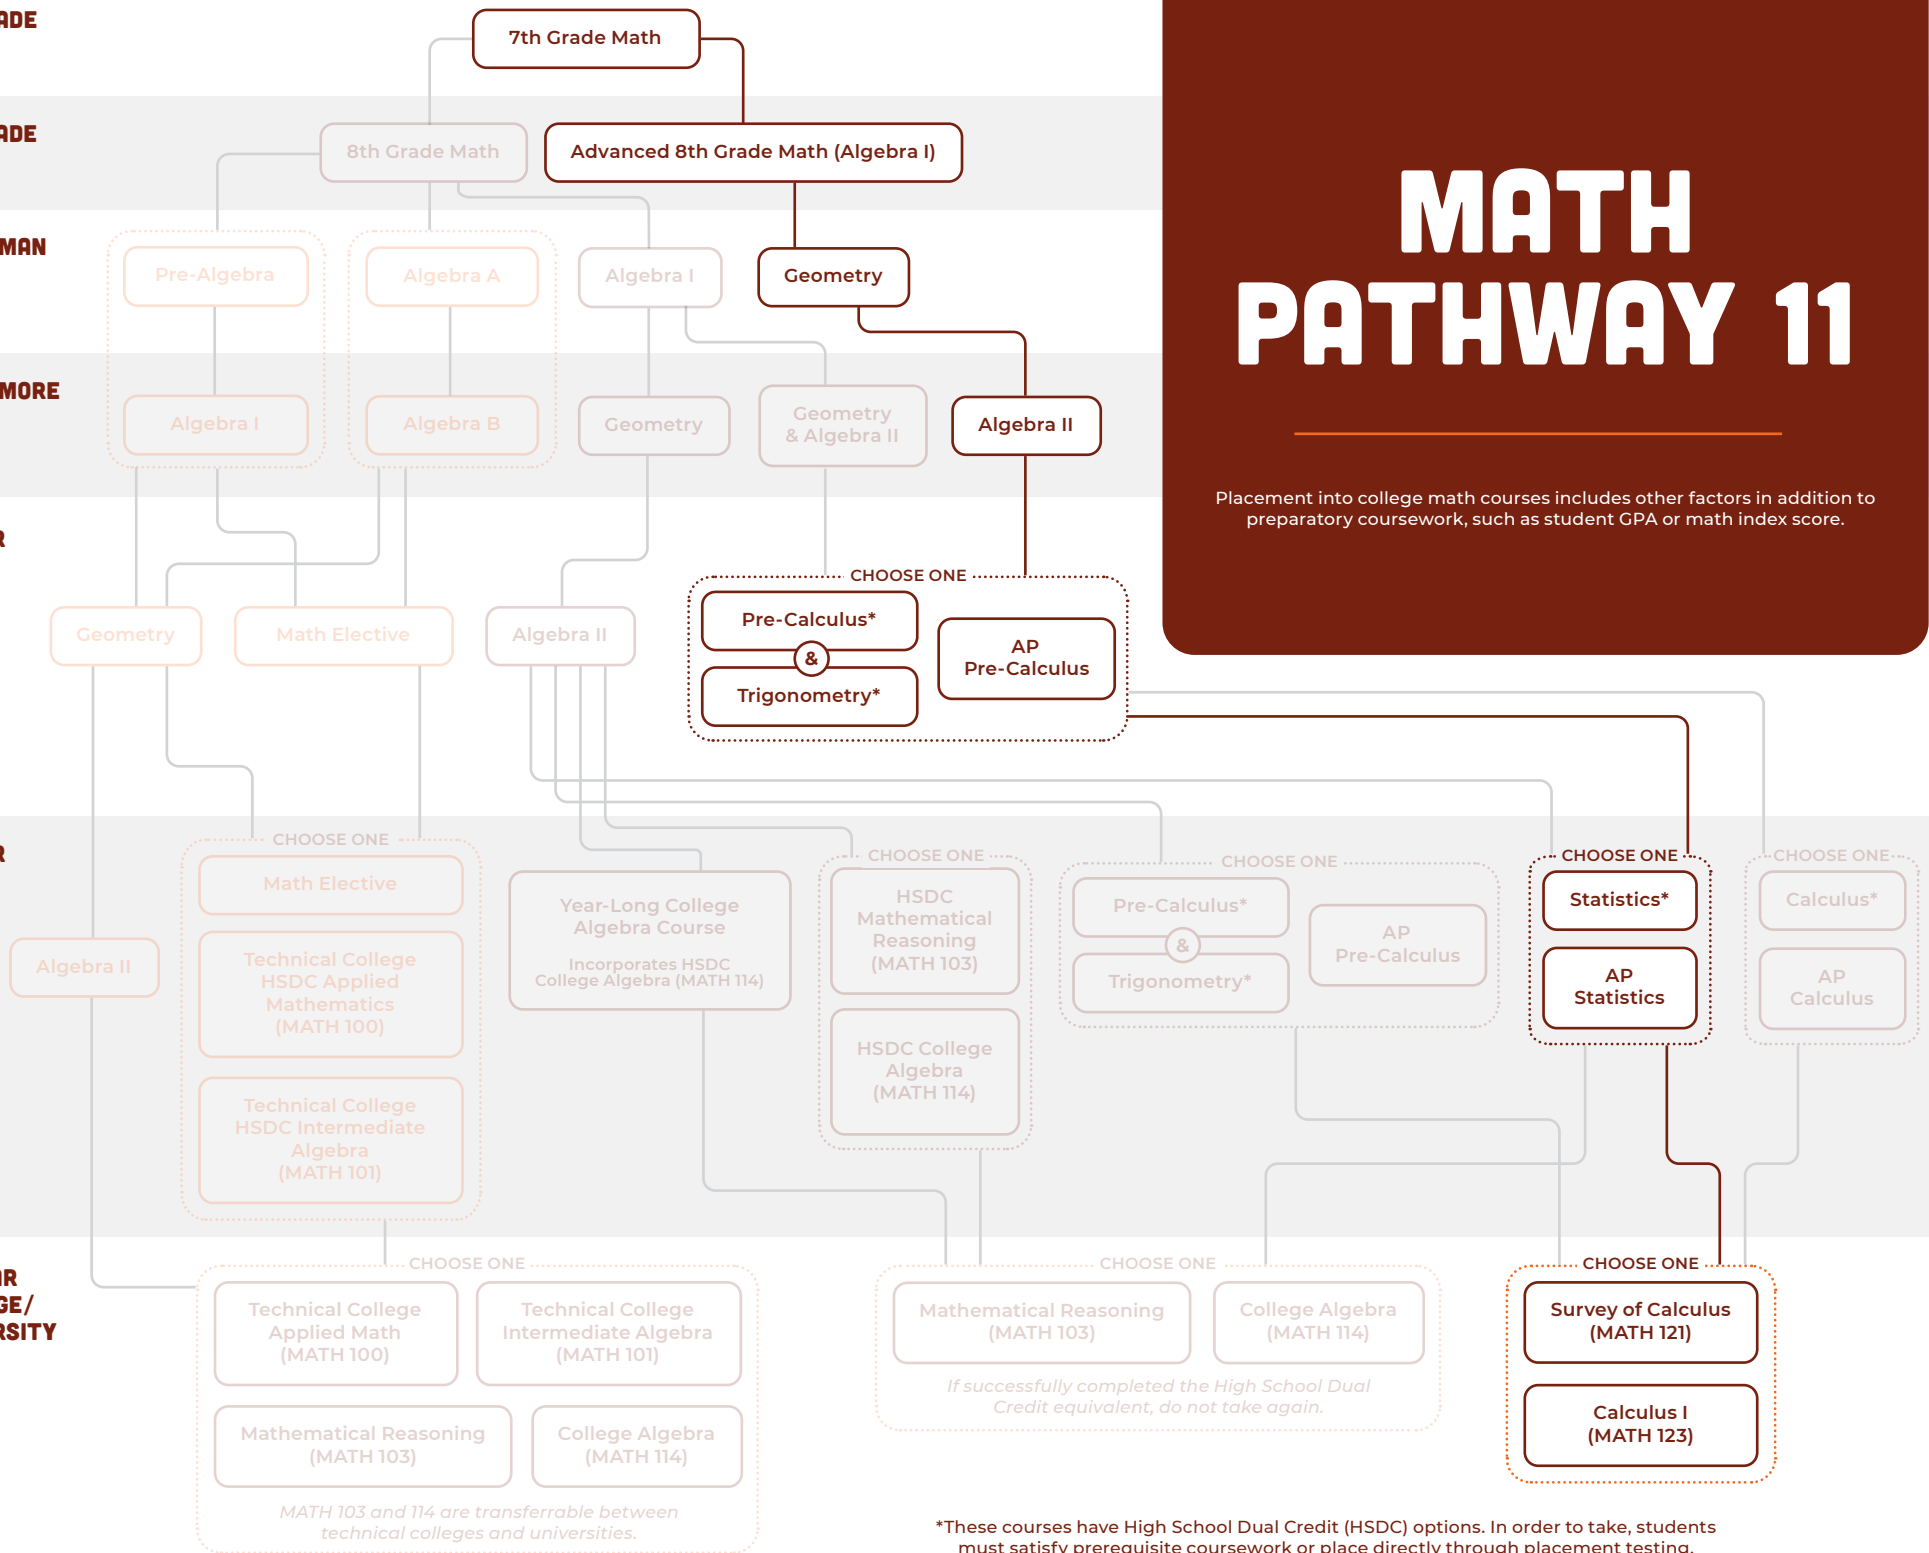 ADE
7th Grade Math
ADE
8th Grade Math
Advanced 8th Grade Math (Algebra I)
MATH
PATHWAY 11
Placement into college math courses includes other factors in addition to
preparatory coursework, such as student GPA or math index score.
MAN
Pre-Algebra
Algebra A
Algebra I
Geometry
MORE
Algebra I
Algebra B
Geometry
Geometry
& Algebra II
Algebra II
R
Geometry
Math Elective
Algebra II
CHOOSE ONE
Pre-Calculus*
&
Trigonometry*
AP
Pre-Calculus
R
CHOOSE ONE
Math Elective
Technical College
HSDC Applied
Mathematics
(MATH 100)
Technical College
HSDC Intermediate
Algebra
(MATH 101)
Algebra II
Year-Long College
Algebra Course
Incorporates HSDC
College Algebra (MATH 114)
CHOOSE ONE
HSDC
Mathematical
Reasoning
(MATH 103)
HSDC College
Algebra
(MATH 114)
CHOOSE ONE
Pre-Calculus*
&
Trigonometry*
AP
Pre-Calculus
CHOOSE ONE
Statistics*
AP
Statistics
CHOOSE ONE
Calculus*
AP
Calculus
AR
GE/
RSITY
CHOOSE ONE
Technical College
Applied Math
(MATH 100)
Technical College
Intermediate Algebra
(MATH 101)
Mathematical Reasoning
(MATH 103)
College Algebra
(MATH 114)
MATH 103 and 114 are transferrable between
technical colleges and universities.
CHOOSE ONE
Mathematical Reasoning
(MATH 103)
College Algebra
(MATH 114)
If successfully completed the High School Dual
Credit equivalent, do not take again.
CHOOSE ONE
Survey of Calculus
(MATH 121)
Calculus I
(MATH 123)
*These courses have High School Dual Credit (HSDC) options. In order to take, students
must satisfy prerequisite coursework or place directly through placement testing.